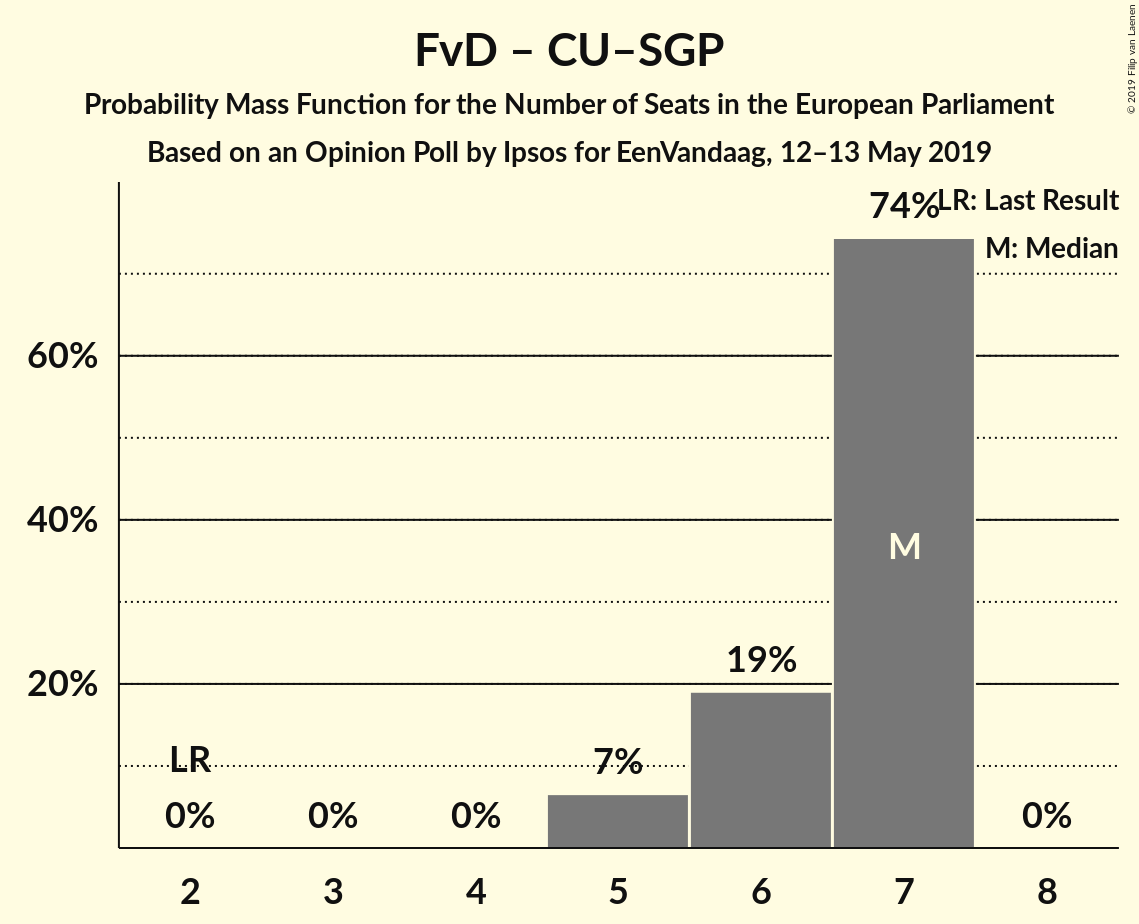 FvD – CU–SGP
Probability Mass Function for the Number of Seats in the European Parliament
Based on an Opinion Poll by Ipsos for EenVandaag, 12–13 May 2019
© 2019 Filip van Laenen
74%
LR: Last Result
M: Median
60%
40%
M
19%
20%
LR
7%
0%
0%
0%
0%
2
3
4
5
6
7
8